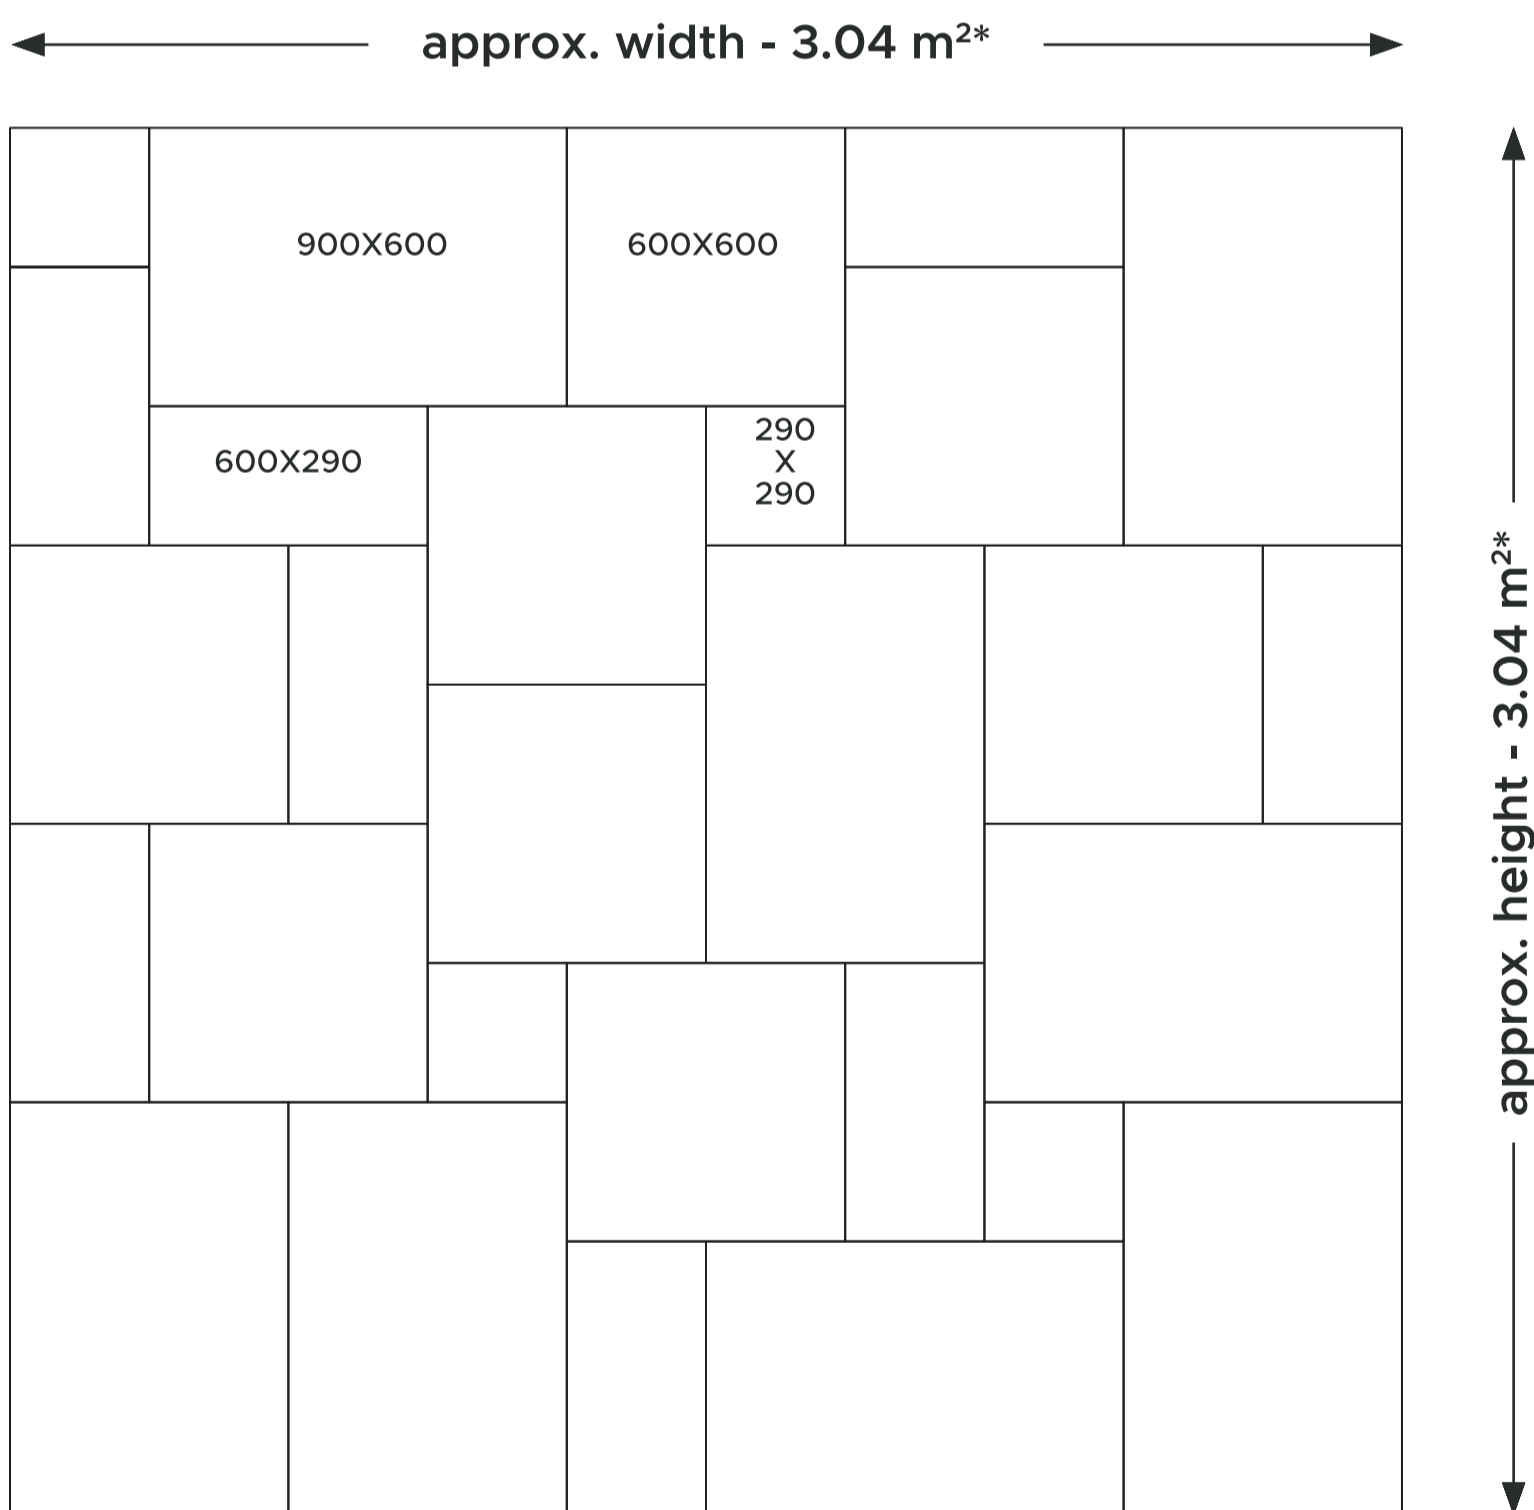 approx. width - 3.04 m²*
900X600
600X600
290
X
290
600X290
approx. height - 3.04 m²*